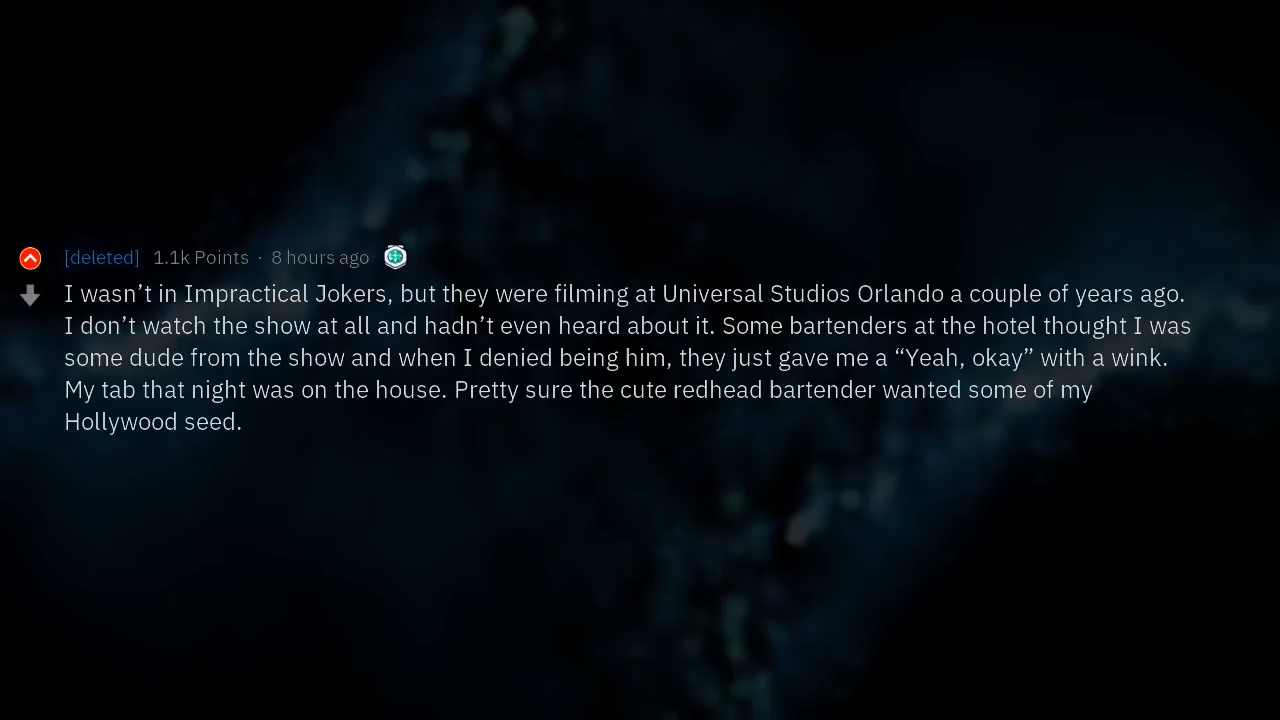 [deleted] 1.1k Points · 8 hours ago
I wasn’t in Impractical Jokers, but they were filming at Universal Studios Orlando a couple of years ago.
I don’t watch the show at all and hadn’t even heard about it. Some bartenders at the hotel thought I was
some dude from the show and when I denied being him, they just gave me a “Yeah, okay” with a wink.
My tab that night was on the house. Pretty sure the cute redhead bartender wanted some of my
Hollywood seed.